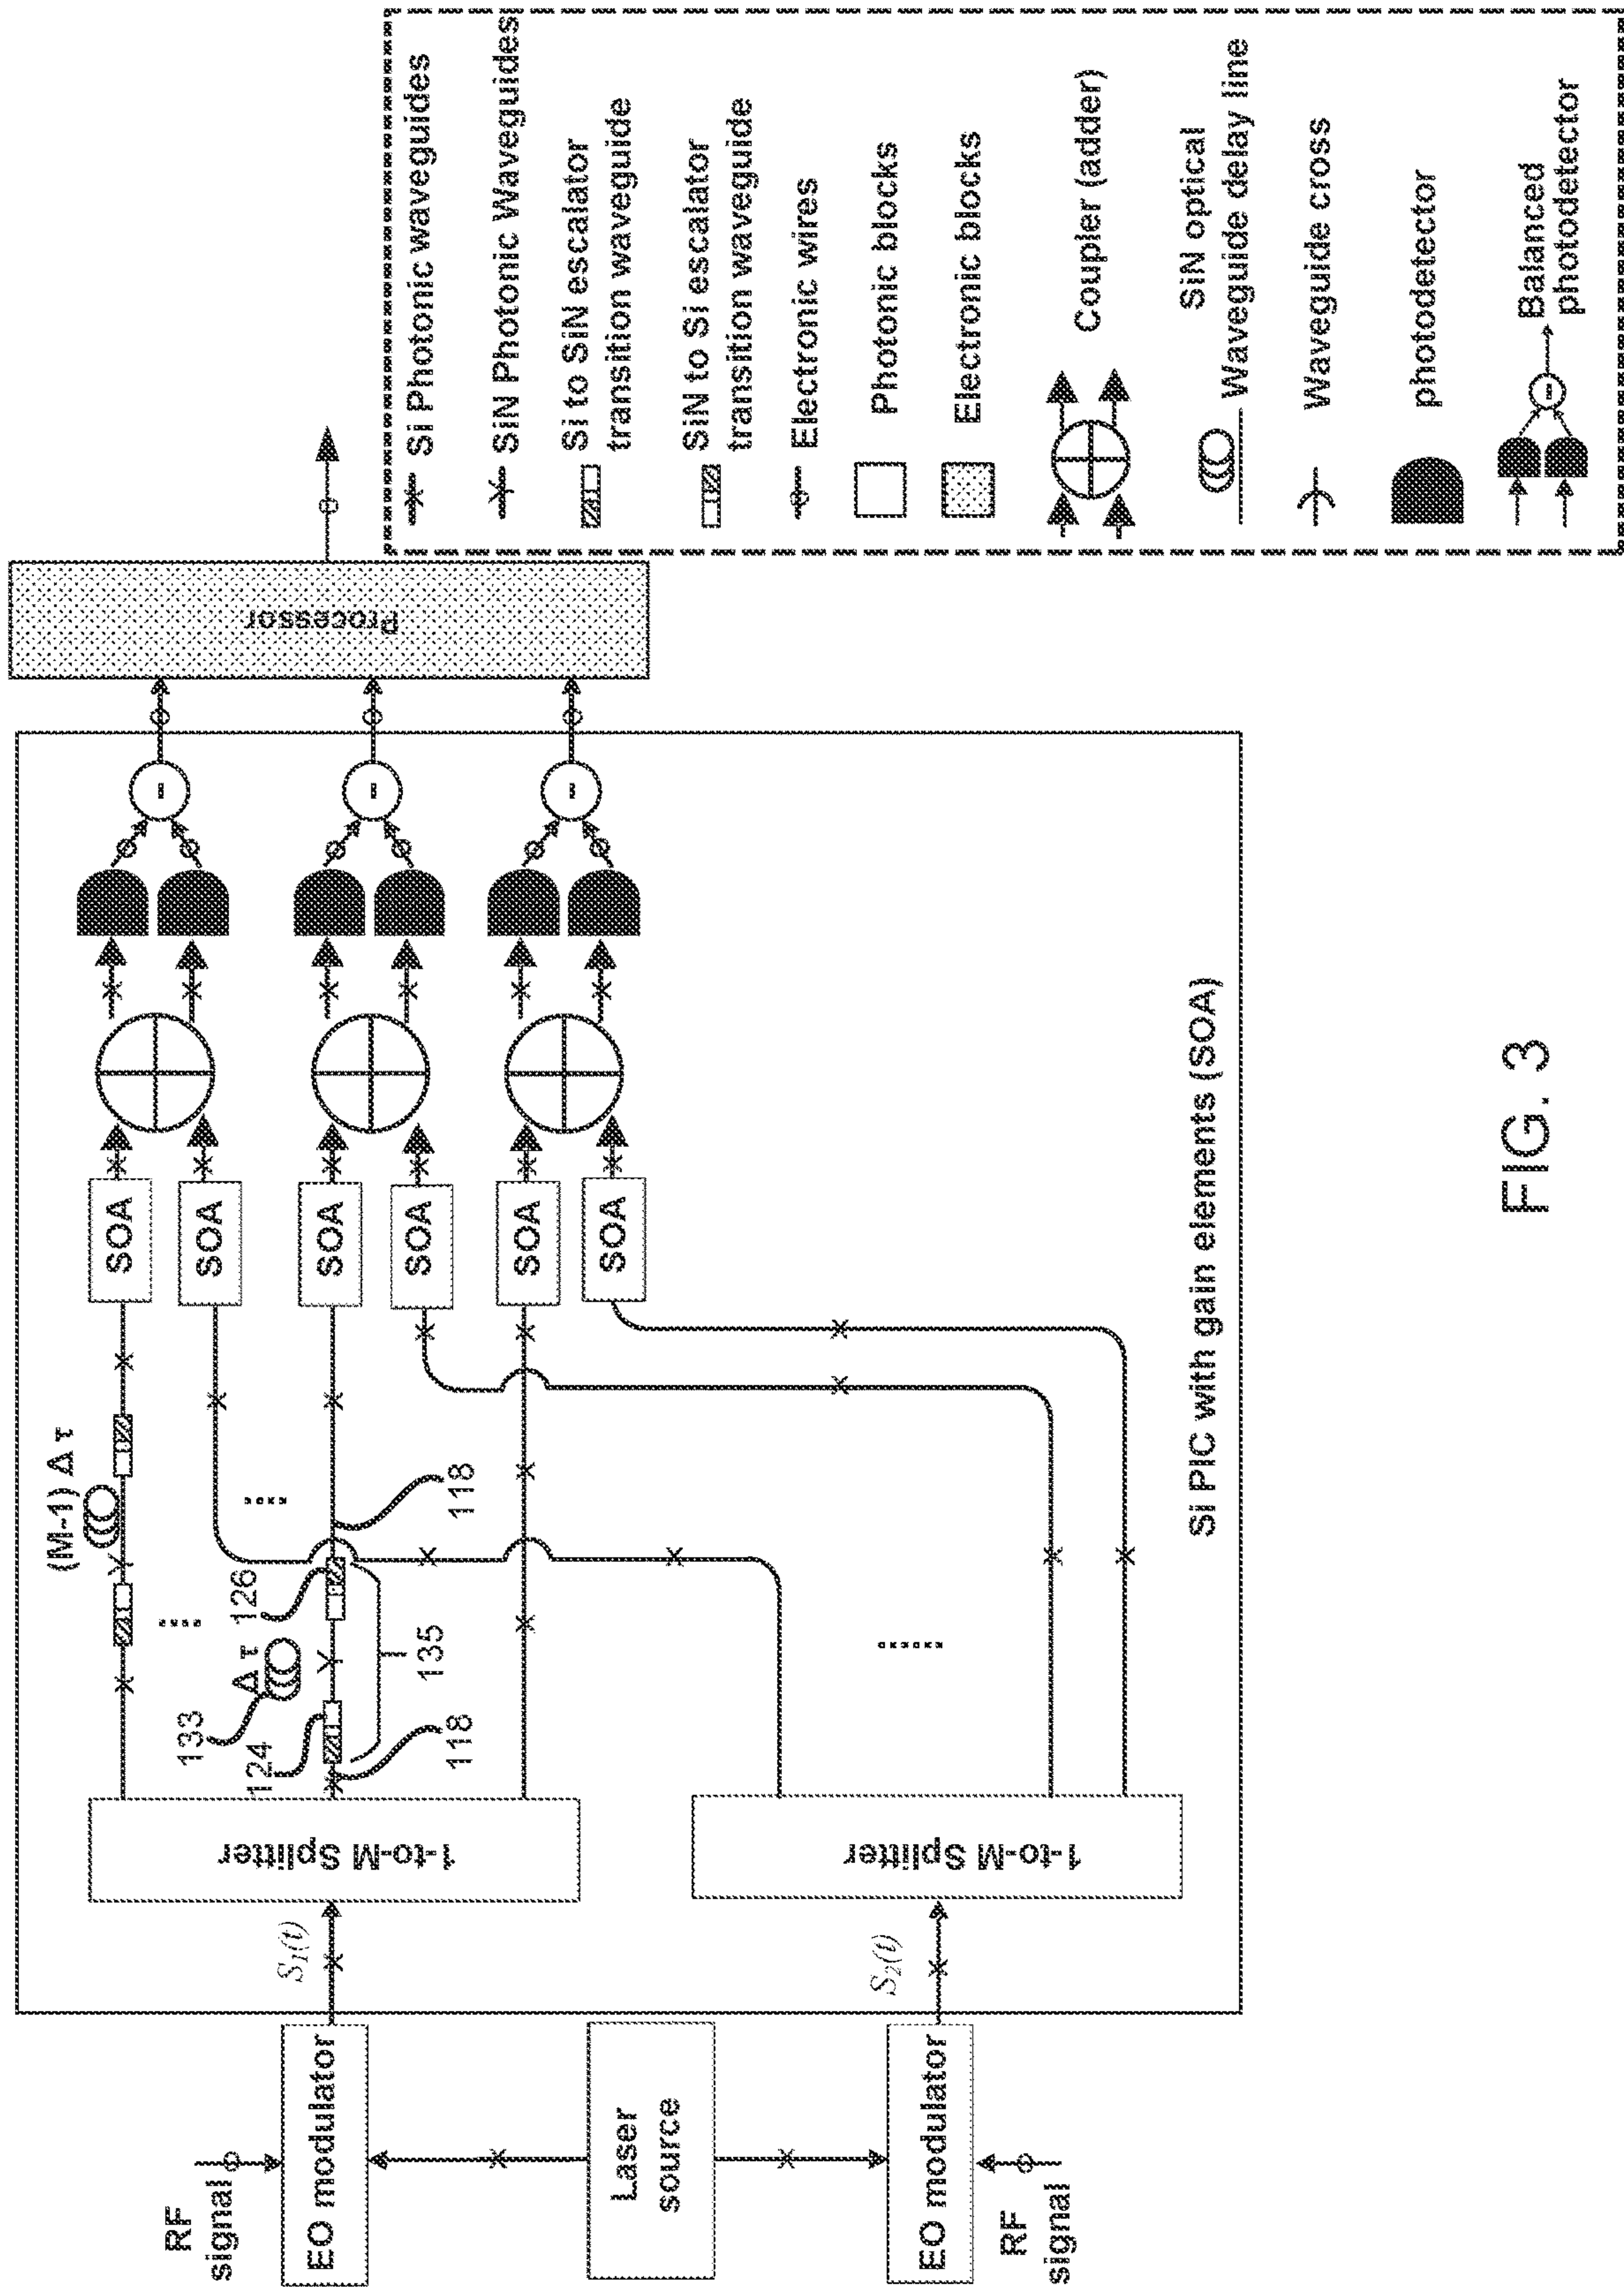 RF
signal
EO modulator
Laser
source
EO modulator
RF
signal
S₁(t)
S₂(t)
1-to-M Splitter
1-to-M Splitter
(M-1) Δ τ
133
Δ τ
124
126
118
135
118
SOA
SOA
SOA
SOA
SOA
SOA
-
-
-
Si PIC with gain elements (SOA)
Processor
Si Photonic waveguides
SiN Photonic Waveguides
Si to SiN escalator
transition waveguide
SiN to Si escalator
transition waveguide
Electronic wires
Photonic blocks
Electronic blocks
Coupler (adder)
SiN optical
Waveguide delay line
Waveguide cross
photodetector
-
Balanced
photodetector
FIG. 3